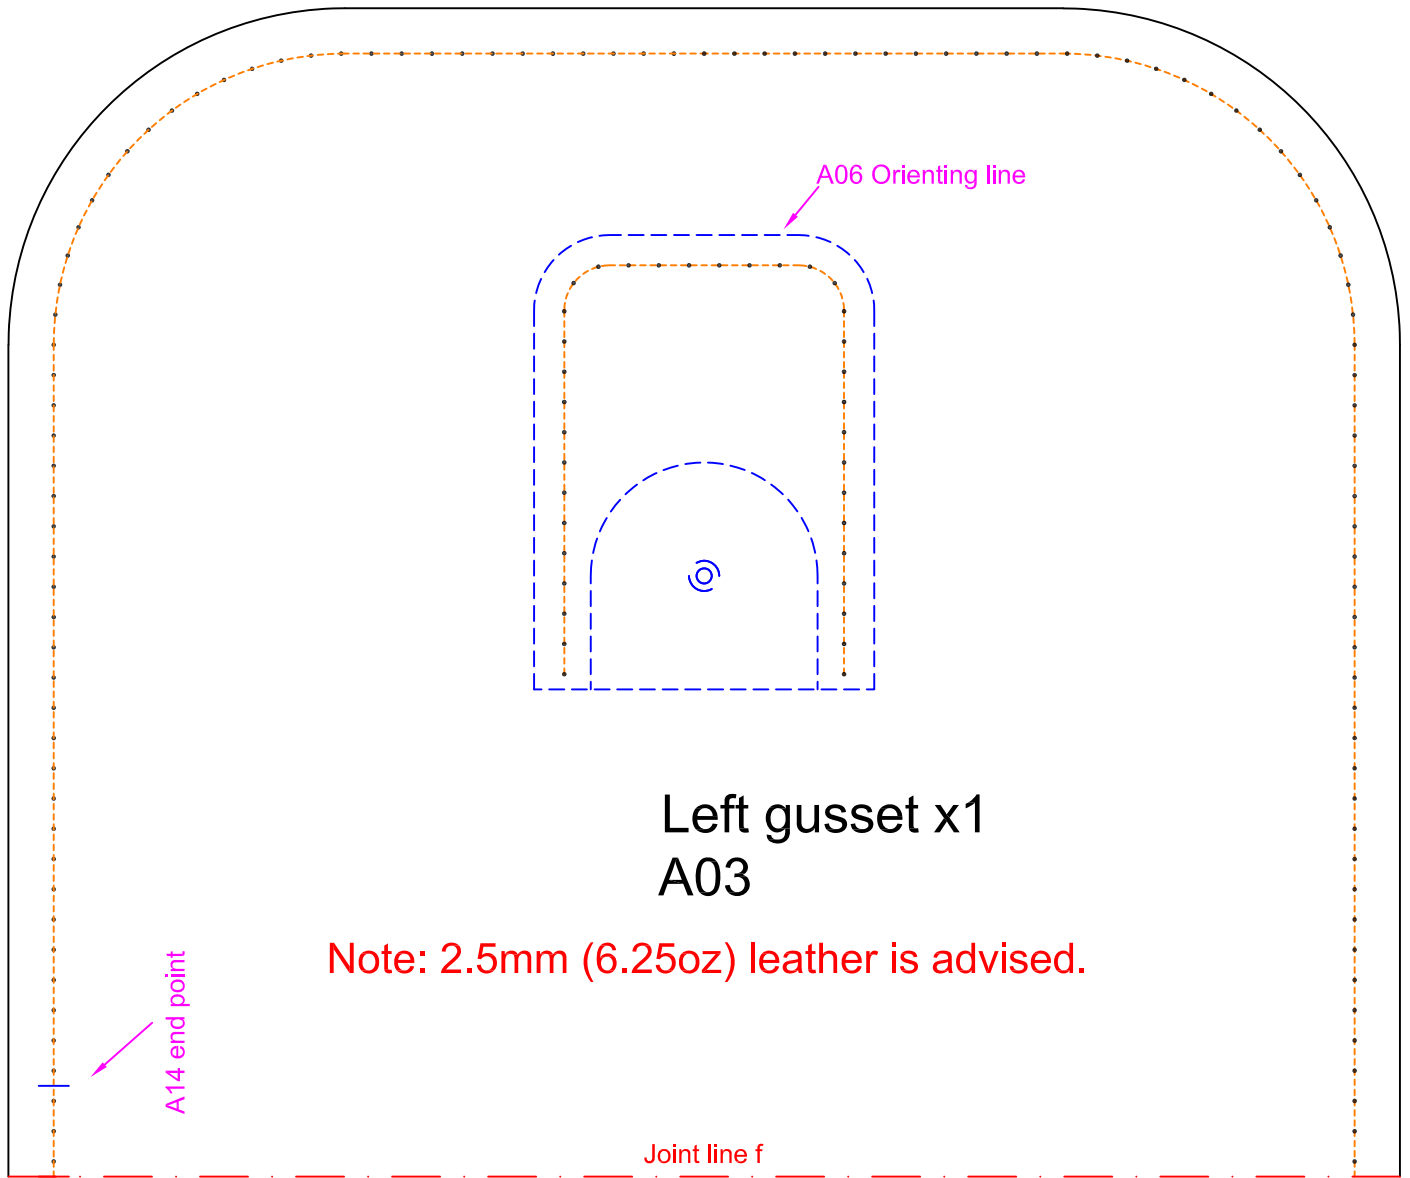 A06 Orienting line
Left gusset x1
A03
Note: 2.5mm (6.25oz) leather is advised.
A14 end point
Joint line f